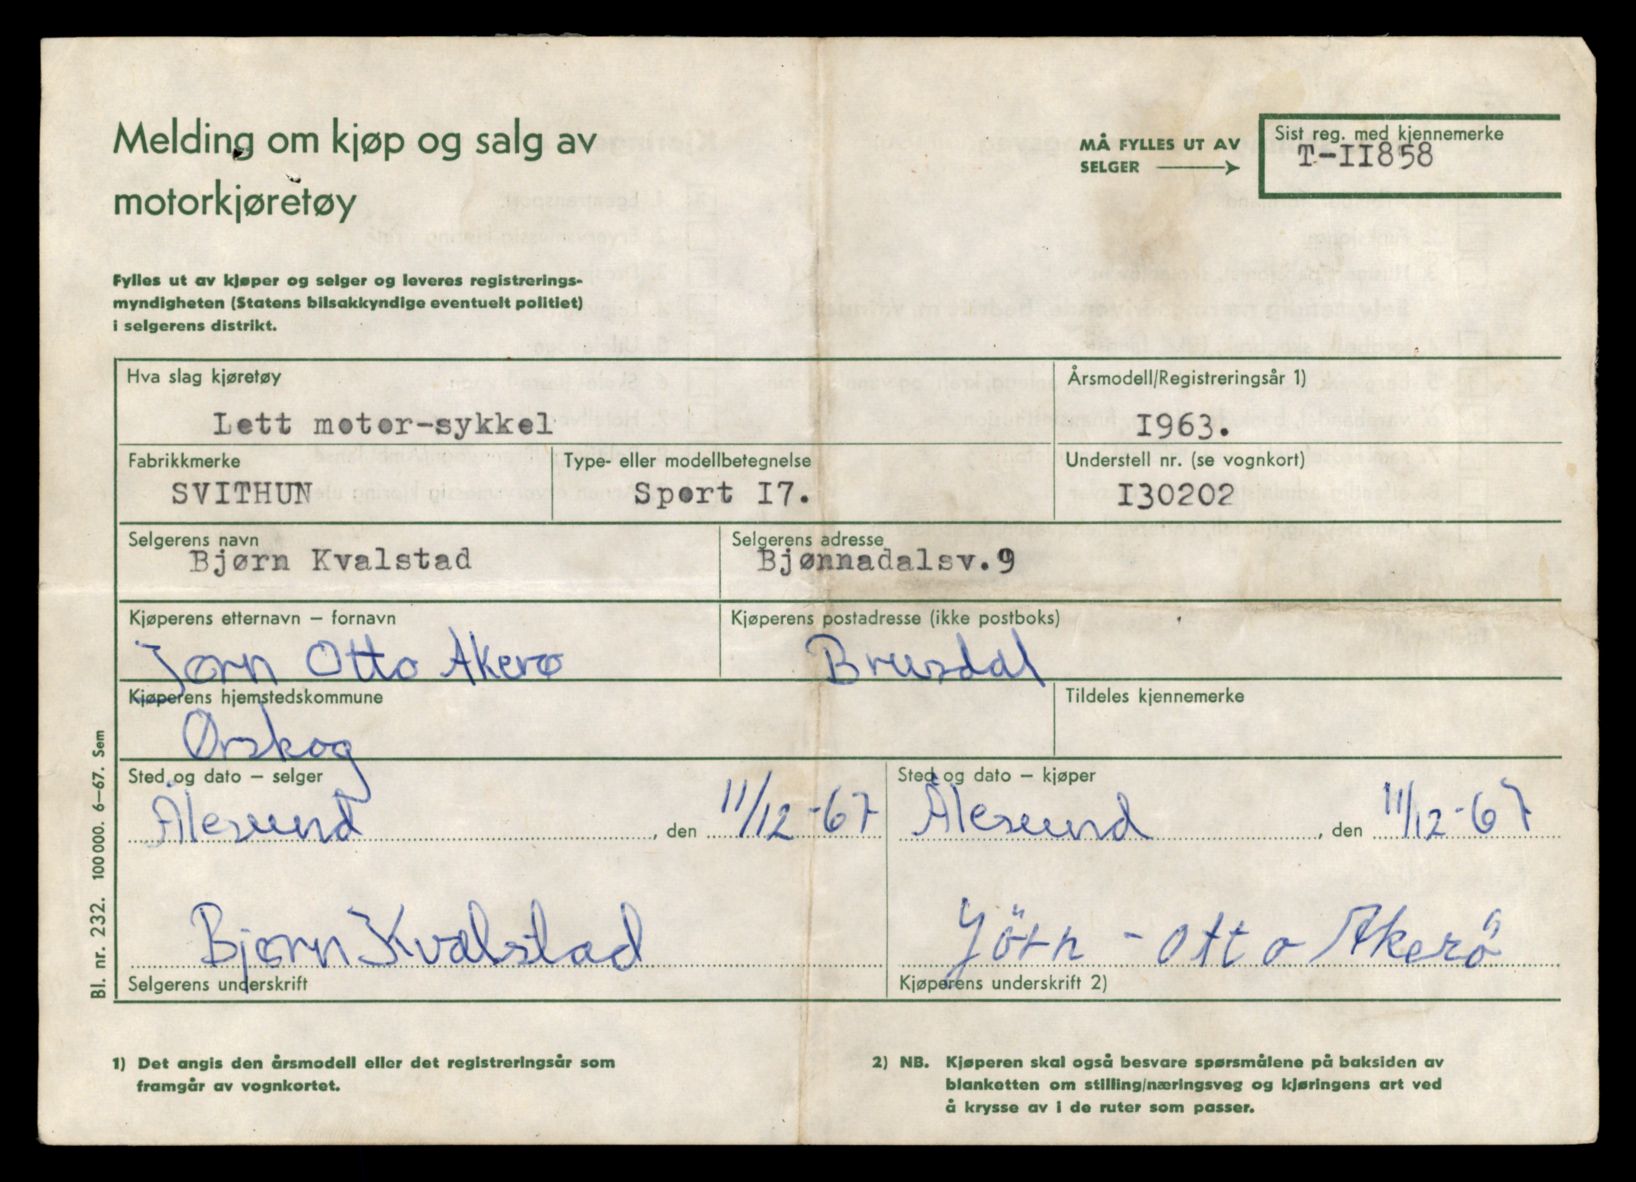 Melding om kjøp og salg av
motorkjøretøy
MÅ FYLLES UT AV
SELGER
Sist reg. med kjennemerke
T-II858
Fylles ut av kjøper og selger og leveres registrerings-
myndigheten (Statens bilsakkyndige eventuelt politiet)
i selgerens distrikt.
Hva slag kjøretøy
Lett motor-sykkel
Årsmodell/Registreringsår 1)
I963.
Fabrikkmerke
SVITHUN
Type- eller modellbetegnelse
Sport I7.
Understell nr. (se vognkort)
I30202
Selgerens navn
Bjørn Kvalstad
Selgerens adresse
Bjønnadalsv.9
Kjøperens etternavn – fornavn
Jørn Otto Akerø
Kjøperens postadresse (ikke postboks)
Brusdal
Kjøperens hjemstedskommune
Ørskog
Tildeles kjennemerke
Sted og dato – selger
Ålesund, den 11/12-67
Sted og dato – kjøper
Ålesund, den 11/12-67
Bjørn Kvalstad
Selgerens underskrift
Jörn - Otto Akerö
Kjøperens underskrift 2)
Bl. nr. 232. 100 000. 6–67. Sem
1) Det angis den årsmodell eller det registreringsår som
framgår av vognkortet.
2) NB. Kjøperen skal også besvare spørsmålene på baksiden av
blanketten om stilling/næringsveg og kjøringens art ved
å krysse av i de ruter som passer.